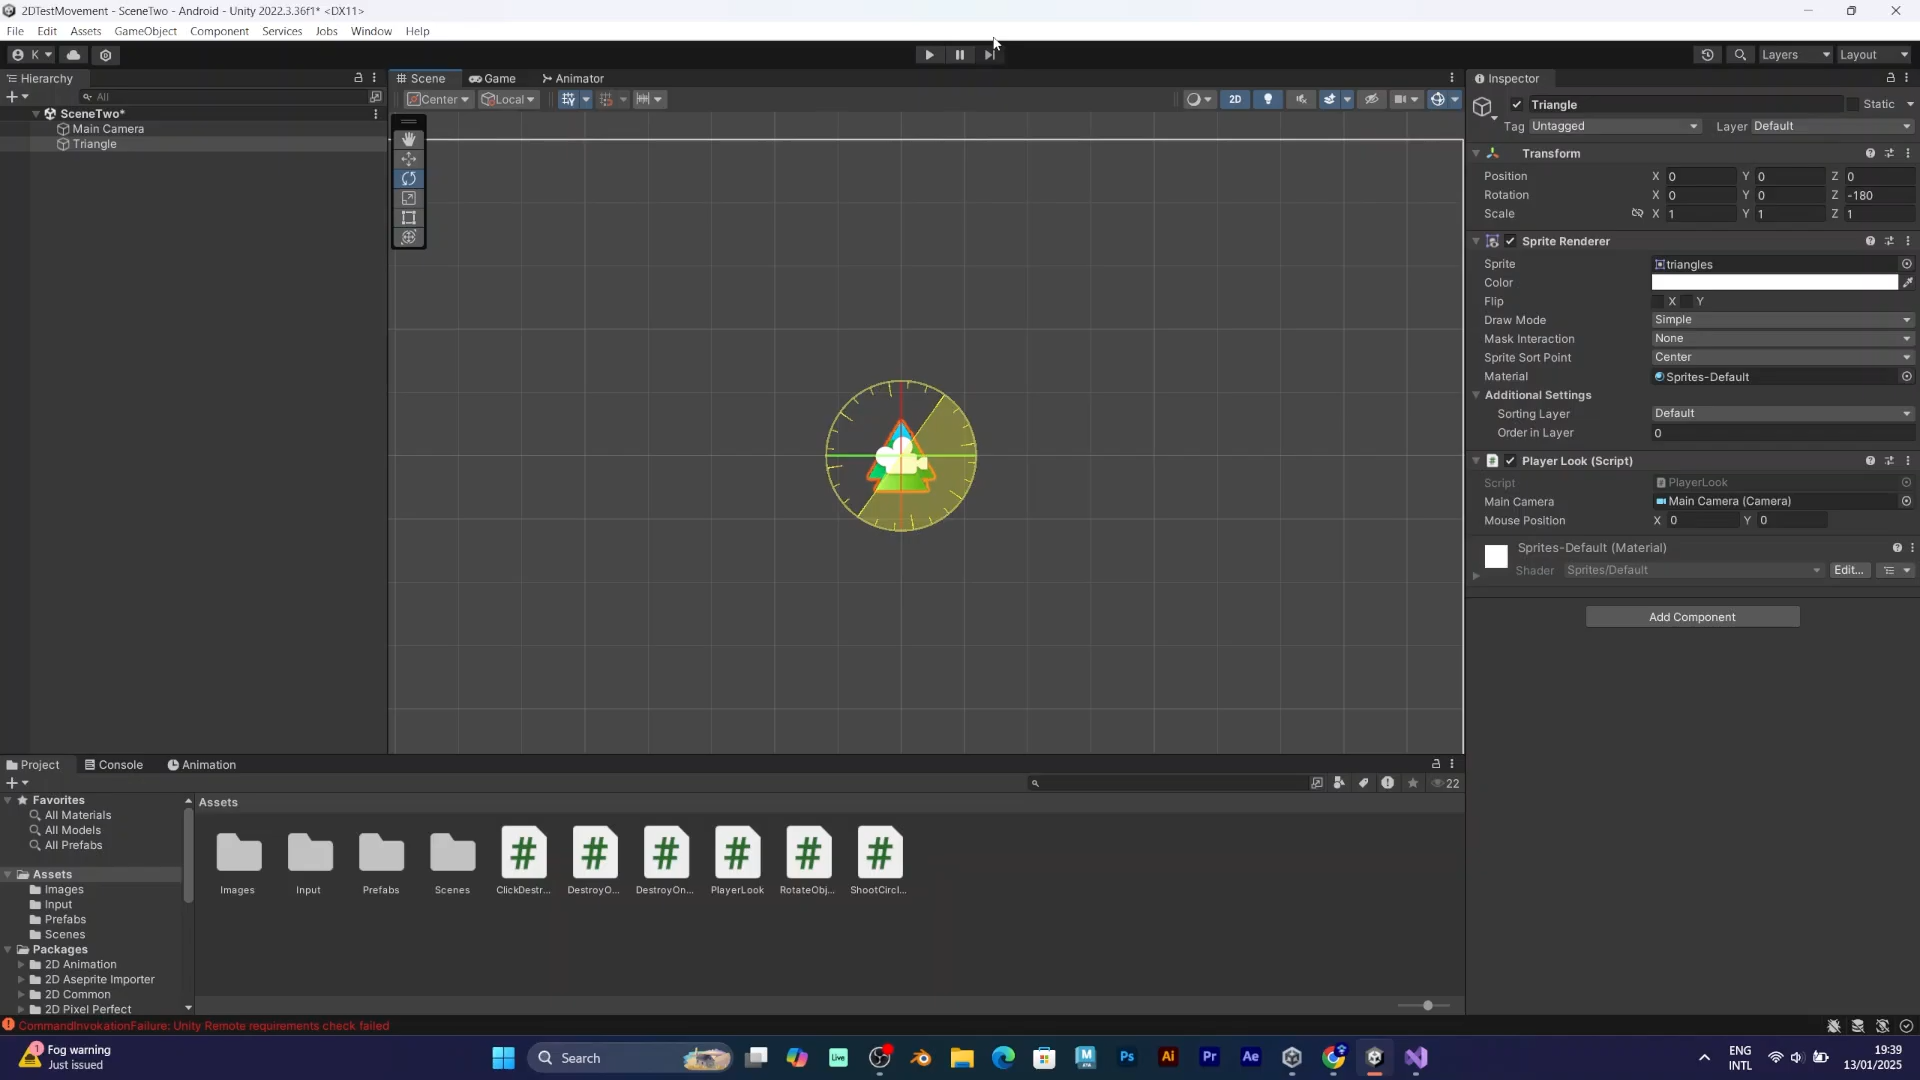 2DTestMovement - SceneTwo - Android - Unity 2022.3.36f1* <DX11>
File Edit Assets GameObject Component Services Jobs Window Help
K Layers Layout
Hierarchy
All
SceneTwo*
Main Camera
Triangle
Scene Game Animator
Center Local 2D
Inspector
Triangle Static
Tag Untagged Layer Default
Transform
Position X 0 Y 0 Z 0
Rotation X 0 Y 0 Z -180
Scale X 1 Y 1 Z 1
Sprite Renderer
Sprite triangles
Color
Flip X Y
Draw Mode Simple
Mask Interaction None
Sprite Sort Point Center
Material Sprites-Default
Additional Settings
Sorting Layer Default
Order in Layer 0
Player Look (Script)
Script PlayerLook
Main Camera Main Camera (Camera)
Mouse Position X 0 Y 0
Sprites-Default (Material)
Shader Sprites/Default Edit...
Add Component
Project Console Animation
22
Favorites
All Materials
All Models
All Prefabs
Assets
Images
Input
Prefabs
Scenes
Packages
2D Animation
2D Aseprite Importer
2D Common
2D Pixel Perfect
Assets
Images Input Prefabs Scenes ClickDestr... DestroyO... DestroyOn... PlayerLook RotateObj... ShootCircl...
CommandInvokationFailure: Unity Remote requirements check failed
1
Fog warning
Just issued
Search
Live
Ps Ai Pr Ae
ENG
INTL
19:39
13/01/2025